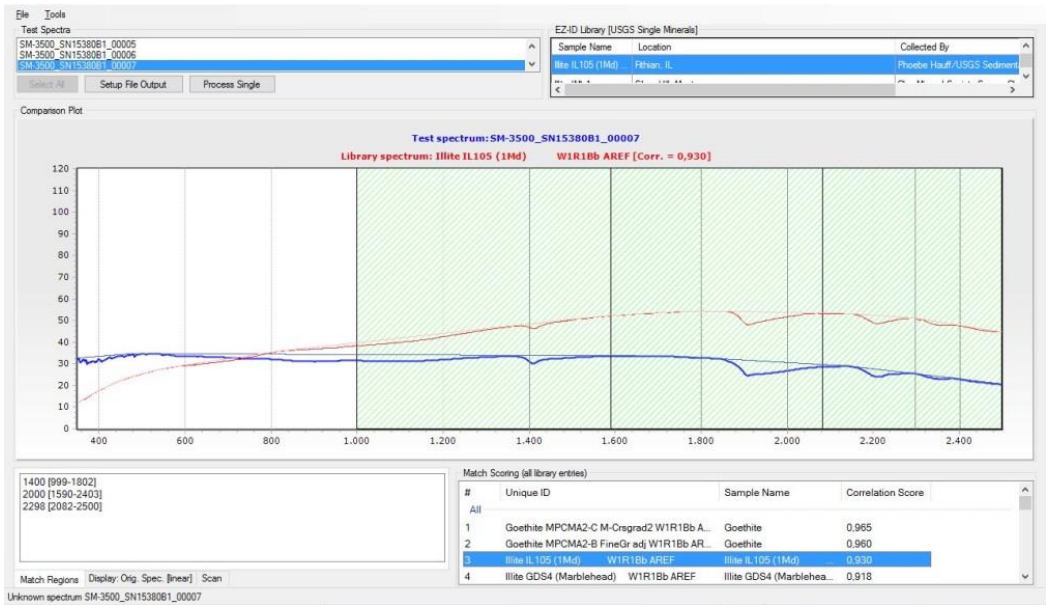 File Tools
Test Spectra
SM-3500_SN15380B1_00005
SM-3500_SN15380B1_00006
SM-3500_SN15380B1_00007
Select All Setup File Output Process Single
EZ-ID Library [USGS Single Minerals]
Sample Name Location Collected By
Illite IL105 (1Md) ... Fithian, IL Phoebe Hauff/USGS Sediment
Comparison Plot
Test spectrum: SM-3500_SN15380B1_00007
Library spectrum: Illite IL105 (1Md) W1R1Bb AREF [Corr. = 0,930]
120
110
100
90
80
70
60
50
40
30
20
10
0
400 600 800 1.000 1.200 1.400 1.600 1.800 2.000 2.200 2.400
1400 [999-1802]
2000 [1590-2403]
2298 [2082-2500]
Match Regions Display: Orig. Spec. [linear] Scan
Match Scoring (all library entries)
# Unique ID Sample Name Correlation Score
All
1 Goethite MPCMA2-C M-Crsgrad2 W1R1Bb A... Goethite 0,965
2 Goethite MPCMA2-B FineGr adj W1R1Bb AR... Goethite 0,960
3 Illite IL105 (1Md) W1R1Bb AREF Illite IL105 (1Md) ... 0,930
4 Illite GDS4 (Marblehead) W1R1Bb AREF Illite GDS4 (Marblehea... 0,918
Unknown spectrum SM-3500_SN15380B1_00007